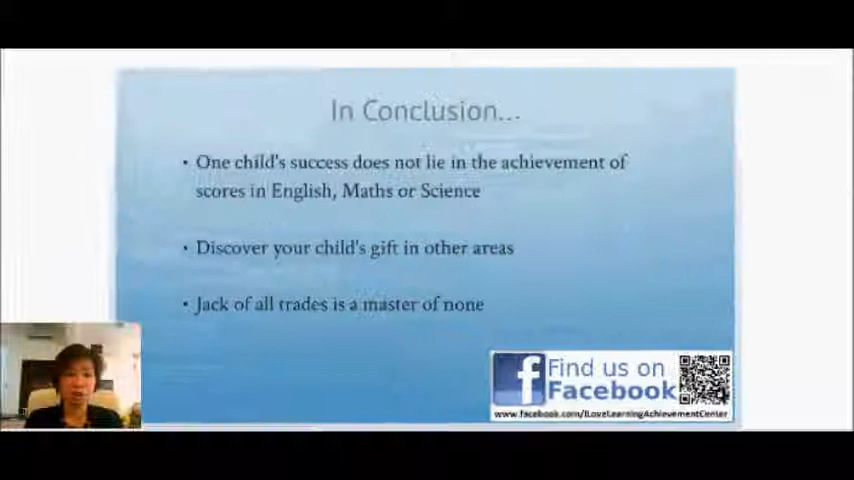 In Conclusion...
• One child's success does not lie in the achievement of
scores in English, Maths or Science
• Discover your child's gift in other areas
• Jack of all trades is a master of none
f Find us on
Facebook
www.facebook.com/ILoveLearningAchievementCenter